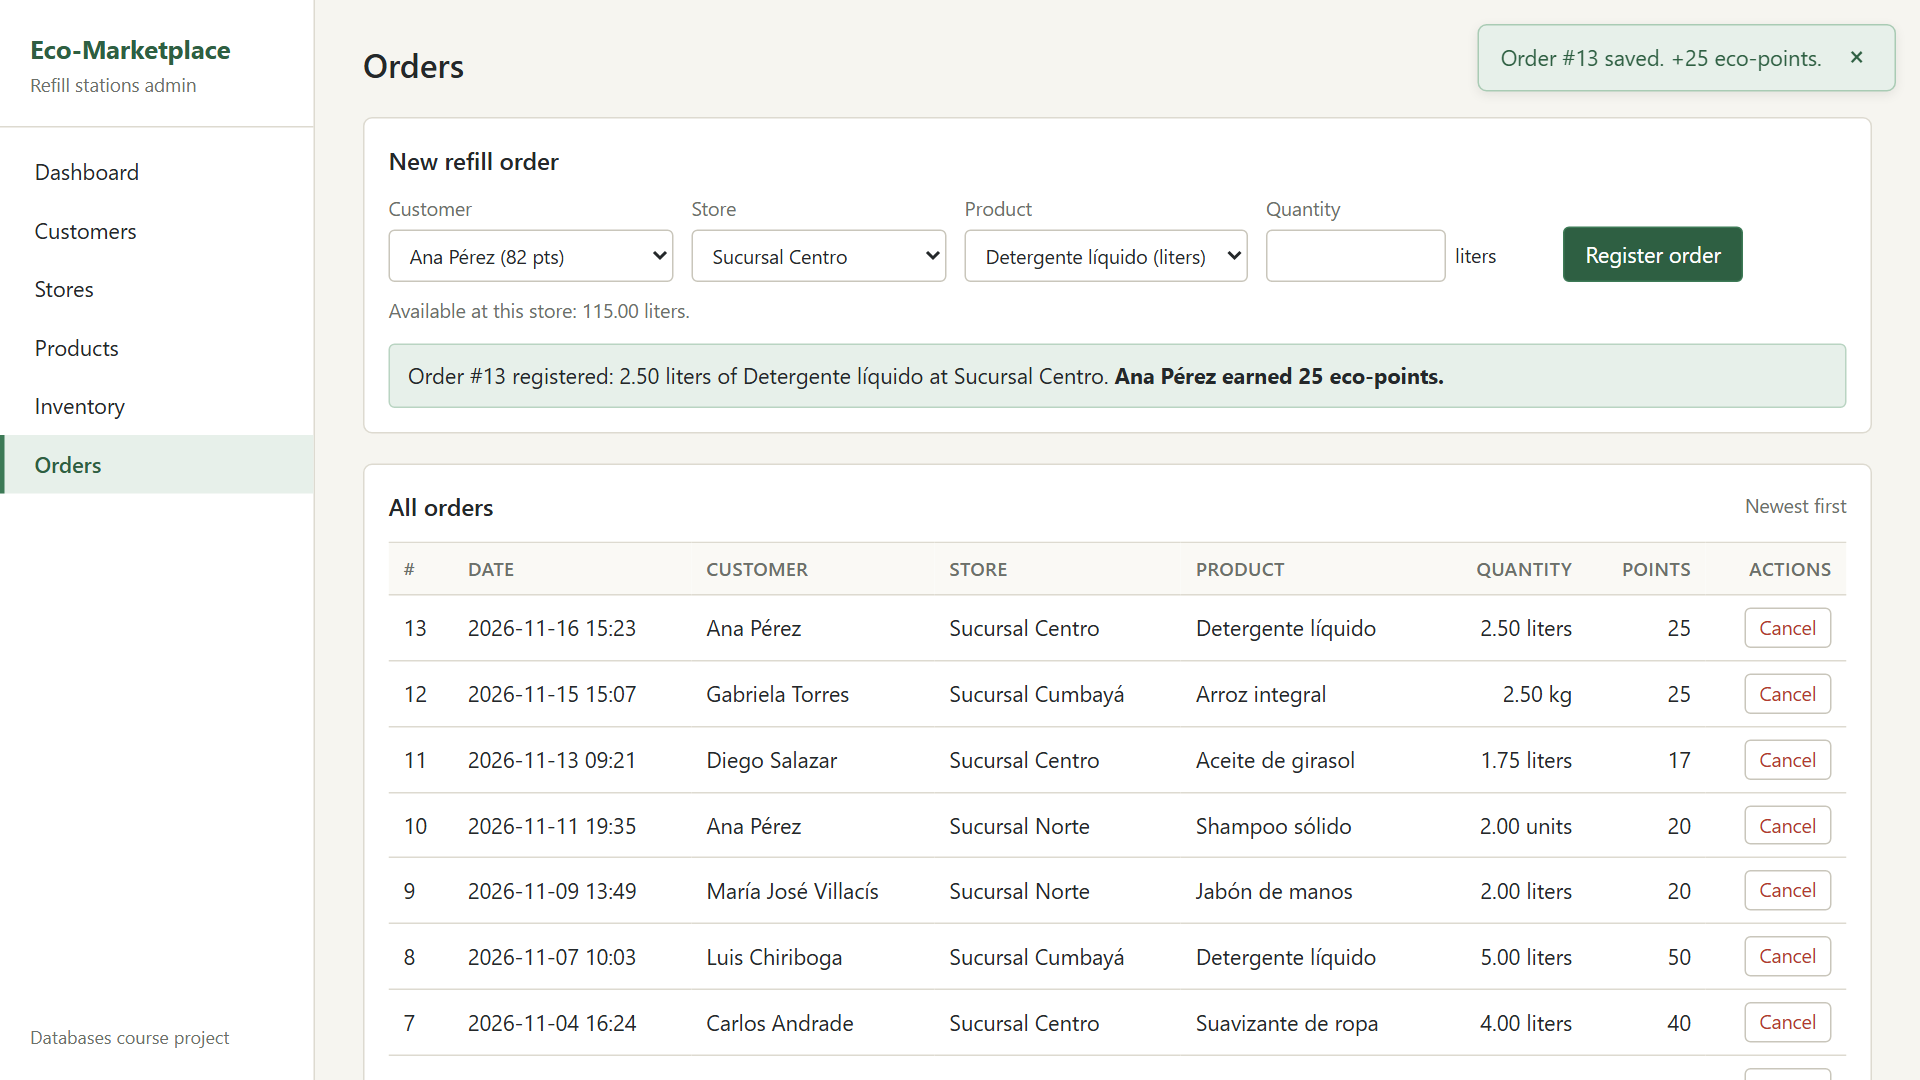 Eco-Marketplace
Refill stations admin
Dashboard
Customers
Stores
Products
Inventory
Orders
Databases course project
Orders
Order #13 saved. +25 eco-points. ×
New refill order
Customer Store Product Quantity
Ana Pérez (82 pts) Sucursal Centro Detergente líquido (liters) liters Register order
Available at this store: 115.00 liters.
Order #13 registered: 2.50 liters of Detergente líquido at Sucursal Centro. Ana Pérez earned 25 eco-points.
All orders Newest first
# DATE CUSTOMER STORE PRODUCT QUANTITY POINTS ACTIONS
13 2026-11-16 15:23 Ana Pérez Sucursal Centro Detergente líquido 2.50 liters 25 Cancel
12 2026-11-15 15:07 Gabriela Torres Sucursal Cumbayá Arroz integral 2.50 kg 25 Cancel
11 2026-11-13 09:21 Diego Salazar Sucursal Centro Aceite de girasol 1.75 liters 17 Cancel
10 2026-11-11 19:35 Ana Pérez Sucursal Norte Shampoo sólido 2.00 units 20 Cancel
9 2026-11-09 13:49 María José Villacís Sucursal Norte Jabón de manos 2.00 liters 20 Cancel
8 2026-11-07 10:03 Luis Chiriboga Sucursal Cumbayá Detergente líquido 5.00 liters 50 Cancel
7 2026-11-04 16:24 Carlos Andrade Sucursal Centro Suavizante de ropa 4.00 liters 40 Cancel